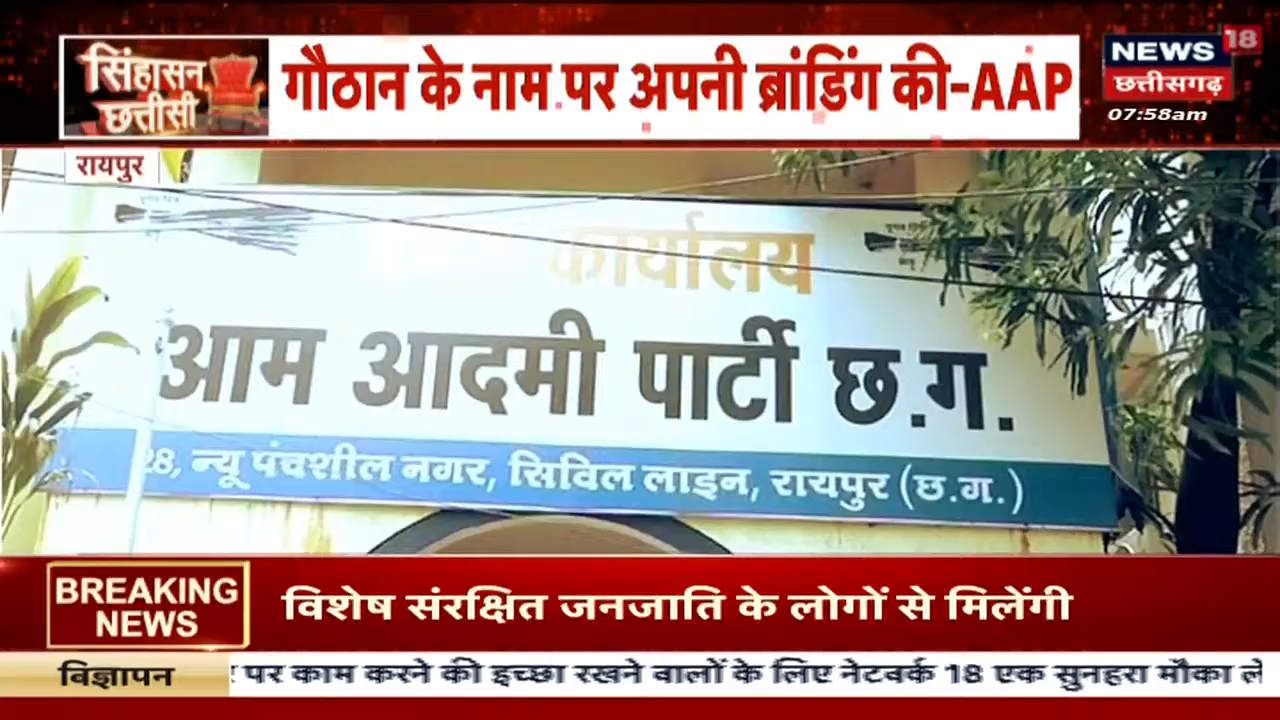 सिंहासन
छत्तीसी
गौठान के नाम पर अपनी ब्रांडिंग की-AAP
NEWS 18
छत्तीसगढ़
07:58am
रायपुर
कार्यालय
आम आदमी पार्टी छ.ग.
28, न्यू पंचशील नगर, सिविल लाइन, रायपुर (छ.ग.)
BREAKING
NEWS
विशेष संरक्षित जनजाति के लोगों से मिलेंगी
विज्ञापन
पर काम करने की इच्छा रखने वालों के लिए नेटवर्क 18 एक सुनहरा मौका